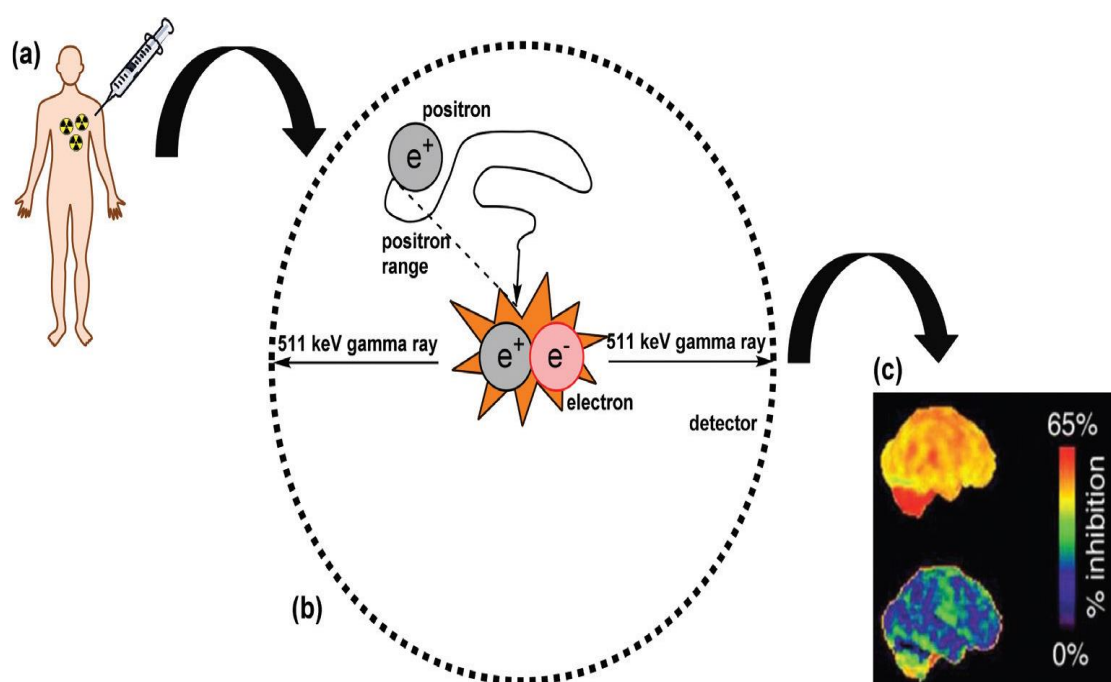 (a)
positron
e+
positron
range
511 keV gamma ray
e+
e-
511 keV gamma ray
electron
detector
(b)
(c)
65%
% inhibition
0%